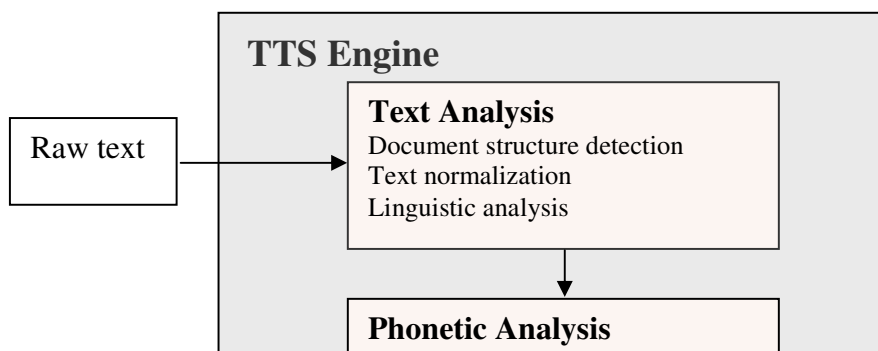 TTS Engine
Raw text
Text Analysis
Document structure detection
Text normalization
Linguistic analysis
Phonetic Analysis